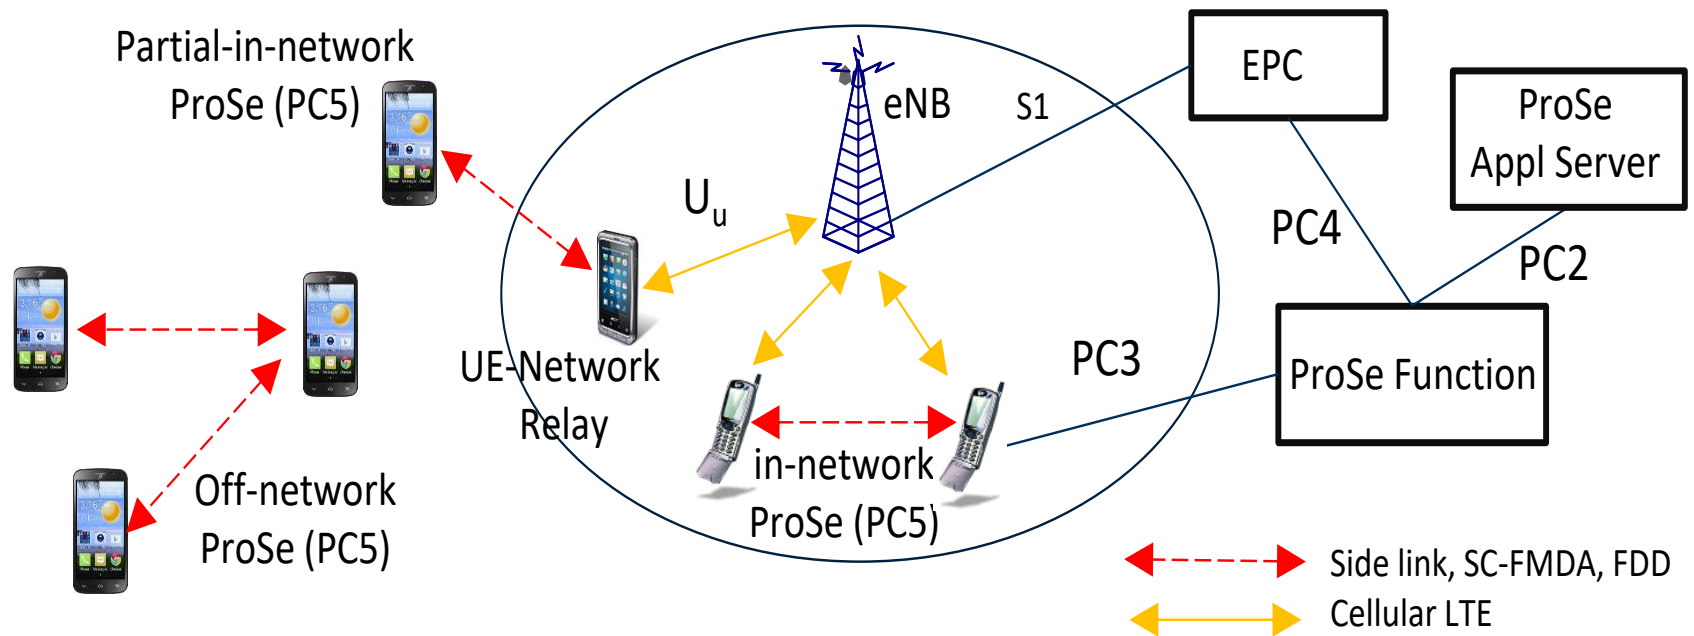 Partial-in-network
ProSe (PC5)
eNB
S1
EPC
ProSe
Appl Server
Uu
PC4
PC2
UE-Network
Relay
PC3
ProSe Function
in-network
ProSe (PC5)
Off-network
ProSe (PC5)
Side link, SC-FMDA, FDD
Cellular LTE